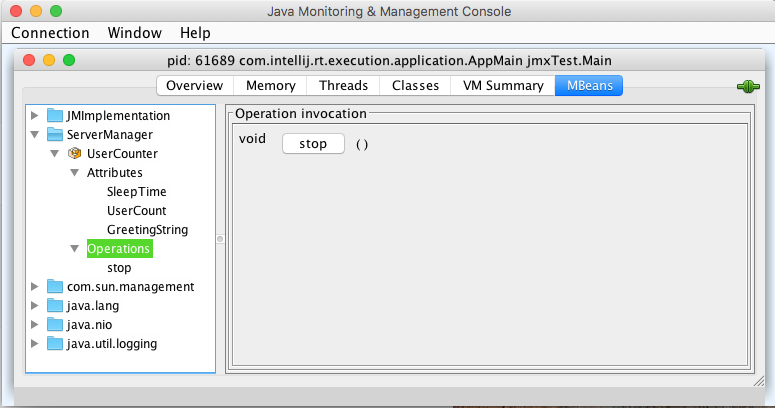 Java Monitoring & Management Console
Connection Window Help
pid: 61689 com.intellij.rt.execution.application.AppMain jmxTest.Main
Overview Memory Threads Classes VM Summary MBeans
JMImplementation
ServerManager
UserCounter
Attributes
SleepTime
UserCount
GreetingString
Operations
stop
com.sun.management
java.lang
java.nio
java.util.logging
Operation invocation
void stop ()